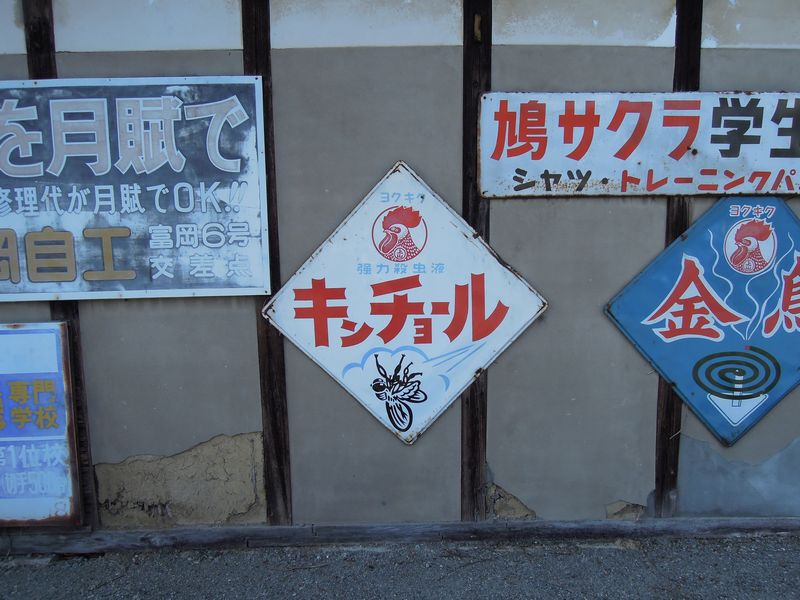 を月賦で
修理代が月賦でOK!!
岡自工
富岡6号
交差点
専門
学校
第1位校
ヨクキク
強力殺虫液
キンチョール
鳩サクラ学生
シャツ・トレーニングパ
ヨクキク
金鳥